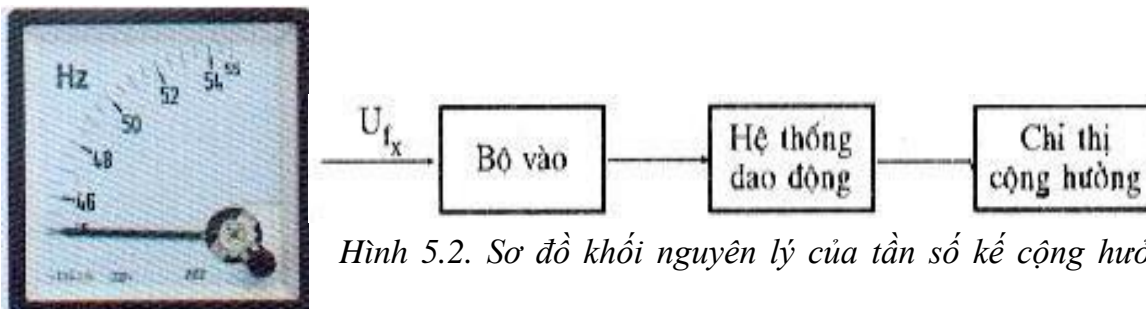 Hz
46
48
50
52
54 55
U fx
Bộ vào
Hệ thống
dao động
Chỉ thị
cộng hưởng
Hình 5.2. Sơ đồ khối nguyên lý của tần số kế cộng hưở